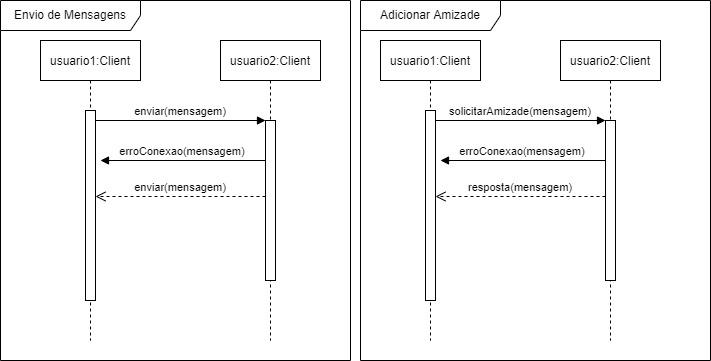 Envio de Mensagens
usuario1:Client
usuario2:Client
enviar(mensagem)
erroConexao(mensagem)
enviar(mensagem)
Adicionar Amizade
usuario1:Client
usuario2:Client
solicitarAmizade(mensagem)
erroConexao(mensagem)
resposta(mensagem)